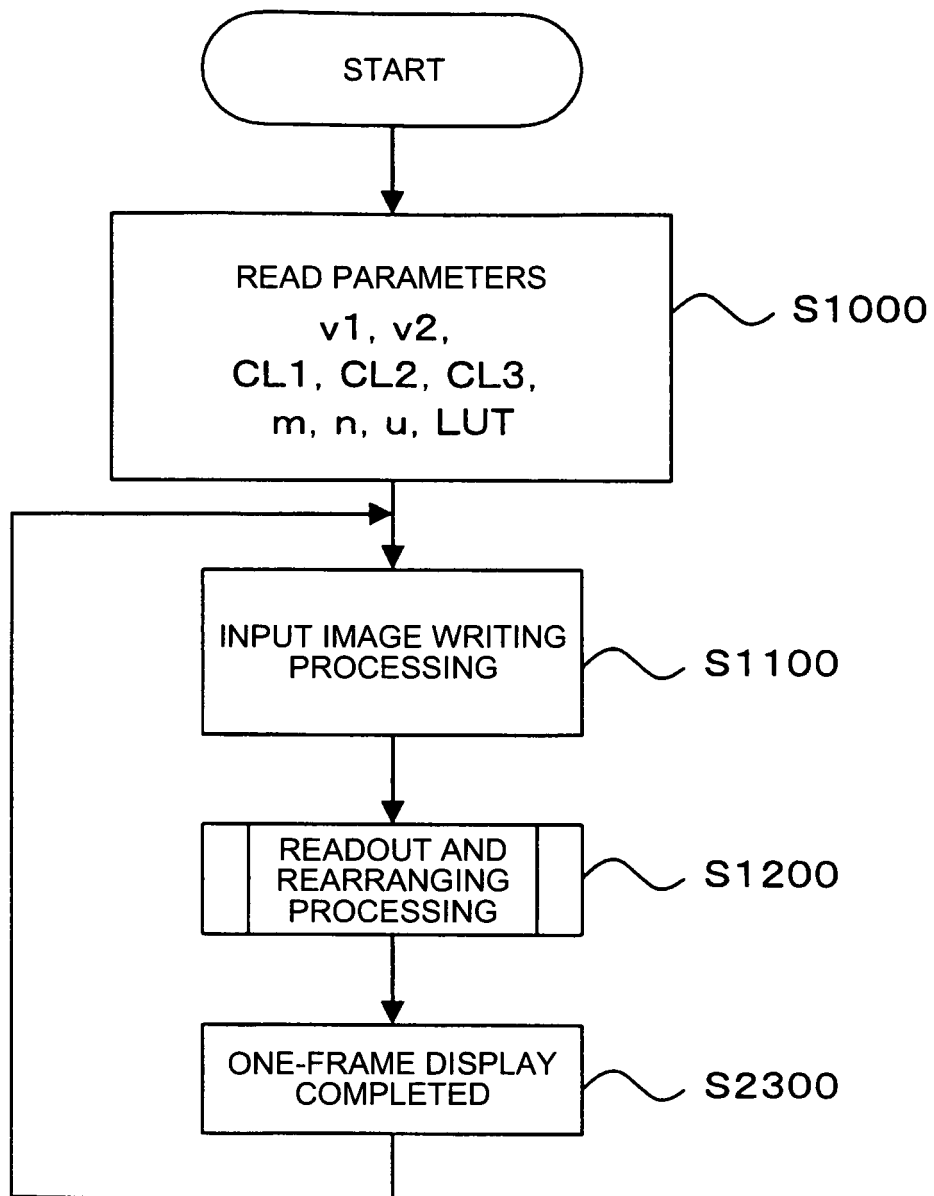 START
READ PARAMETERS
v1, v2,
CL1, CL2, CL3,
m, n, u, LUT
S1000
INPUT IMAGE WRITING
PROCESSING
S1100
READOUT AND
REARRANGING
PROCESSING
S1200
ONE-FRAME DISPLAY
COMPLETED
S2300